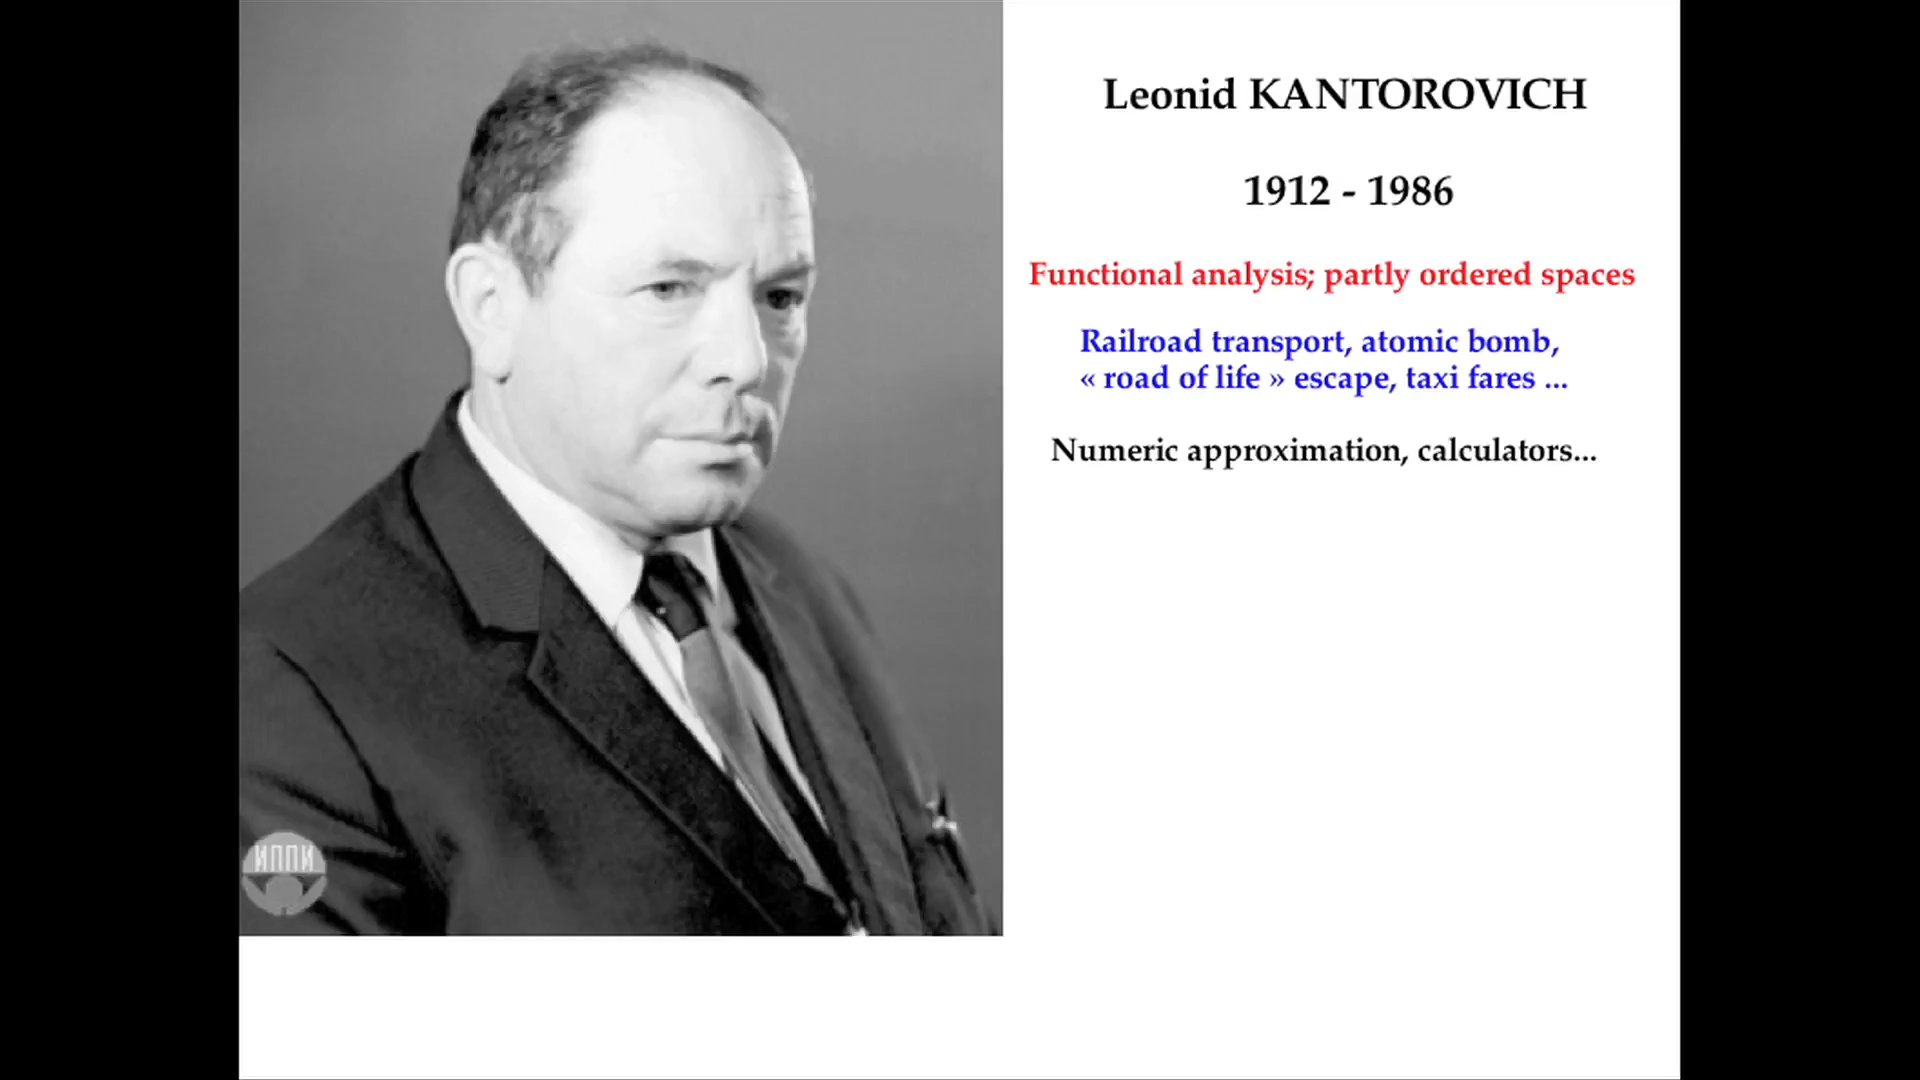 Leonid KANTOROVICH
1912 - 1986
Functional analysis; partly ordered spaces
Railroad transport, atomic bomb,
« road of life » escape, taxi fares ...
Numeric approximation, calculators...
ИППИ